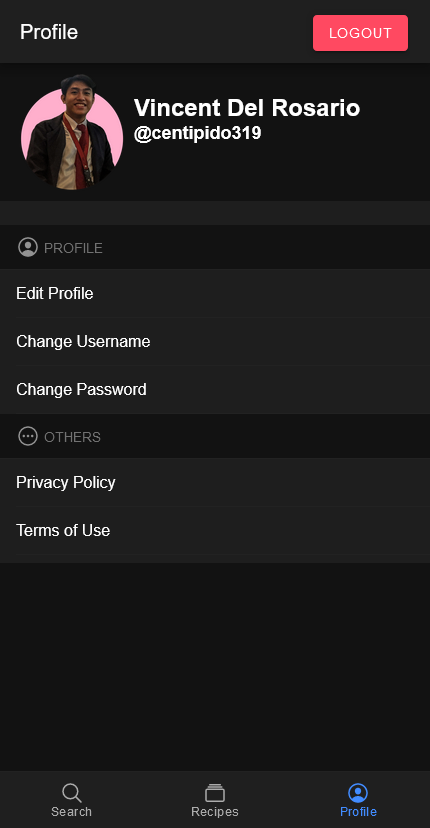 Profile
LOGOUT
Vincent Del Rosario
@centipido319
PROFILE
Edit Profile
Change Username
Change Password
OTHERS
Privacy Policy
Terms of Use
Search
Recipes
Profile